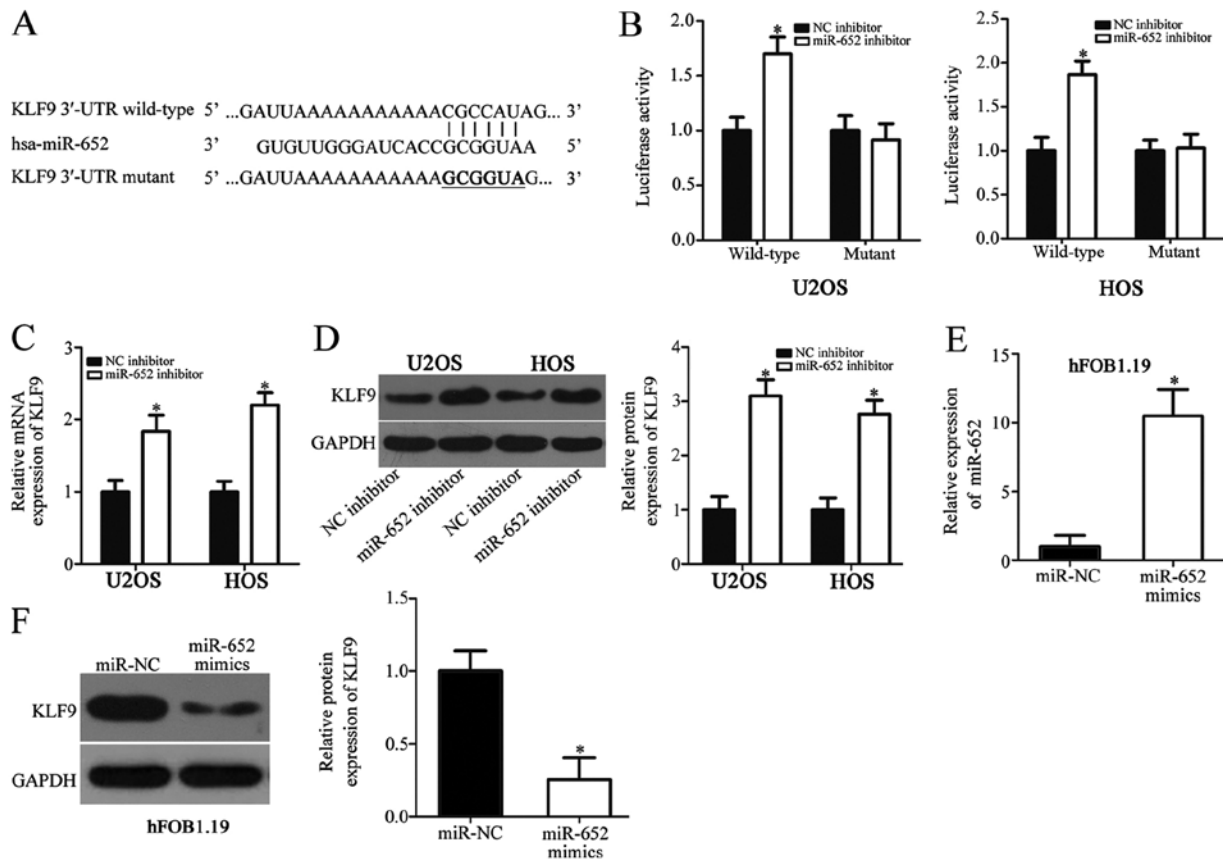 A
KLF9 3′-UTR wild-type 5′ ...GAUUAAAAAAAAAAACGCCAUAG... 3′
hsa-miR-652 3′ GUGUUGGGAUCACCGCGGUAA 5′
KLF9 3′-UTR mutant 5′ ...GAUUAAAAAAAAAAAGCGGUAG... 3′
B
NC inhibitor
miR-652 inhibitor
Luciferase activity
2.0
1.5
1.0
0.5
0.0
*
Wild-type Mutant
U2OS
NC inhibitor
miR-652 inhibitor
Luciferase activity
2.5
2.0
1.5
1.0
0.5
0.0
*
Wild-type Mutant
HOS
C
NC inhibitor
miR-652 inhibitor
Relative mRNA
expression of KLF9
3
2
1
0
* *
U2OS HOS
D
U2OS HOS
KLF9
GAPDH
NC inhibitor
miR-652 inhibitor
NC inhibitor
miR-652 inhibitor
NC inhibitor
miR-652 inhibitor
Relative protein
expression of KLF9
4
3
2
1
0
* *
U2OS HOS
E
hFOB1.19
Relative expression
of miR-652
15
10
5
0
*
miR-NC miR-652
mimics
F
miR-NC miR-652
mimics
KLF9
GAPDH
hFOB1.19
Relative protein
expression of KLF9
1.5
1.0
0.5
0.0
*
miR-NC miR-652
mimics